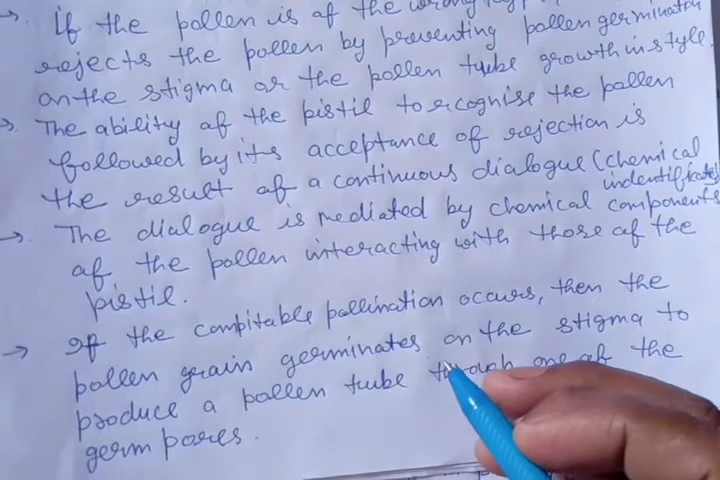 →. If the pollen is of the wrong
rejects the pollen by preventing pollen germination
on the stigma or the pollen tube growth in style.
→. The ability of the pistil to recognise the pollen
followed by its acceptance of rejection is
the result of a continuous dialogue (chemical
indentificate)
→. The dialogue is mediated by chemical components
of the pollen interacting with those of the
pistil.
→ If the compitable pollination occurs, then the
pollen grain germinates on the stigma to
produce a pollen tube through one of the
germ pores.